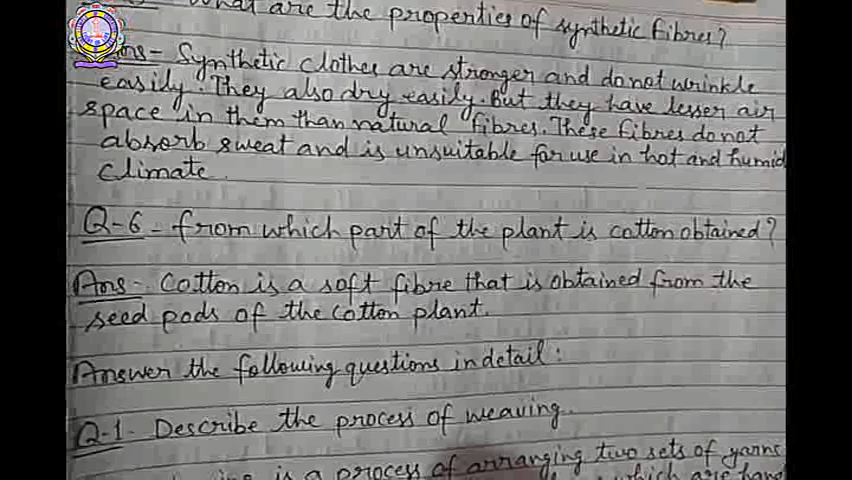 What are the properties of synthetic fibres?
Ans- Synthetic clothes are stronger and do not wrinkle
easily. They also dry easily. But they have lesser air
space in them than natural fibres. These fibres do not
absorb sweat and is unsuitable for use in hot and humid
climate.
Q-6- from which part of the plant is cotton obtained?
Ans- Cotton is a soft fibre that is obtained from the
seed pods of the cotton plant.
Answer the following questions in detail:
Q-1- Describe the process of weaving.
is a process of arranging two sets of yarns
which are